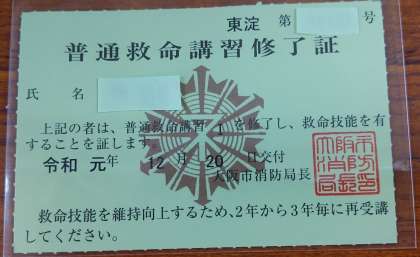 東淀 第 号
普通救命講習修了証
氏 名
上記の者は、普通救命講習 1 を修了し、救命技能を有
することを証します
令和 元年 12 月 20 日交付
大阪市消防局長
救命技能を維持向上するため、2年から3年毎に再受講
してください。